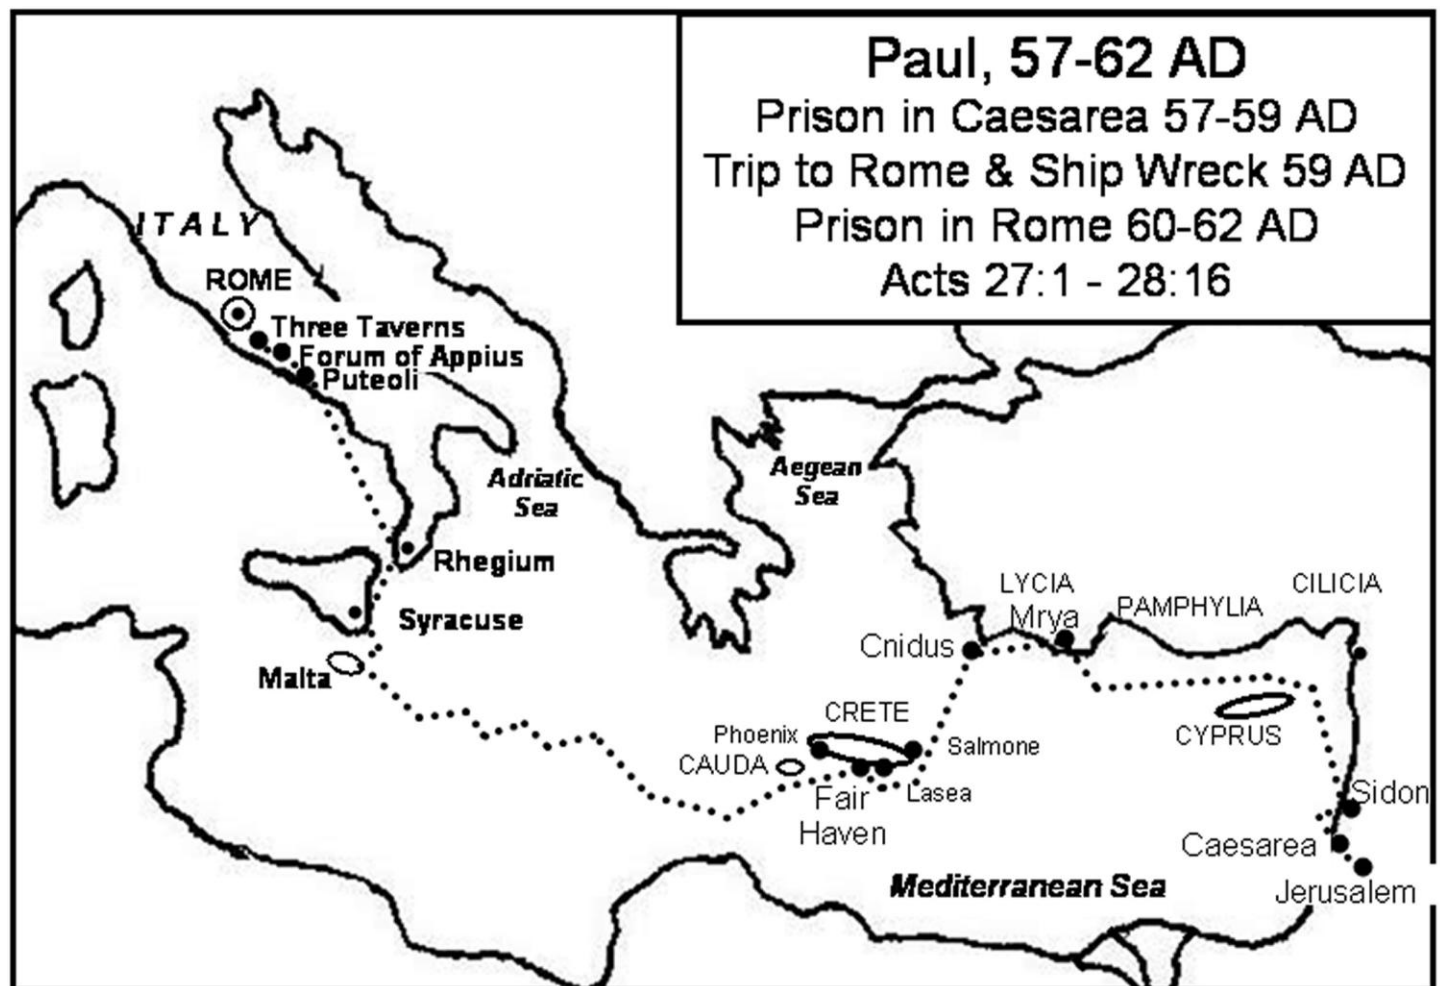 Paul, 57-62 AD
Prison in Caesarea 57-59 AD
Trip to Rome & Ship Wreck 59 AD
Prison in Rome 60-62 AD
Acts 27:1 - 28:16
ITALY
ROME
Three Taverns
Forum of Appius
Puteoli
Adriatic
Sea
Aegean
Sea
Rhegium
Syracuse
Malta
LYCIA
Mrya
PAMPHYLIA
CILICIA
Cnidus
CRETE
Phoenix
Salmone
CAUDA
CYPRUS
Fair
Haven
Lasea
Sidon
Caesarea
Jerusalem
Mediterranean Sea